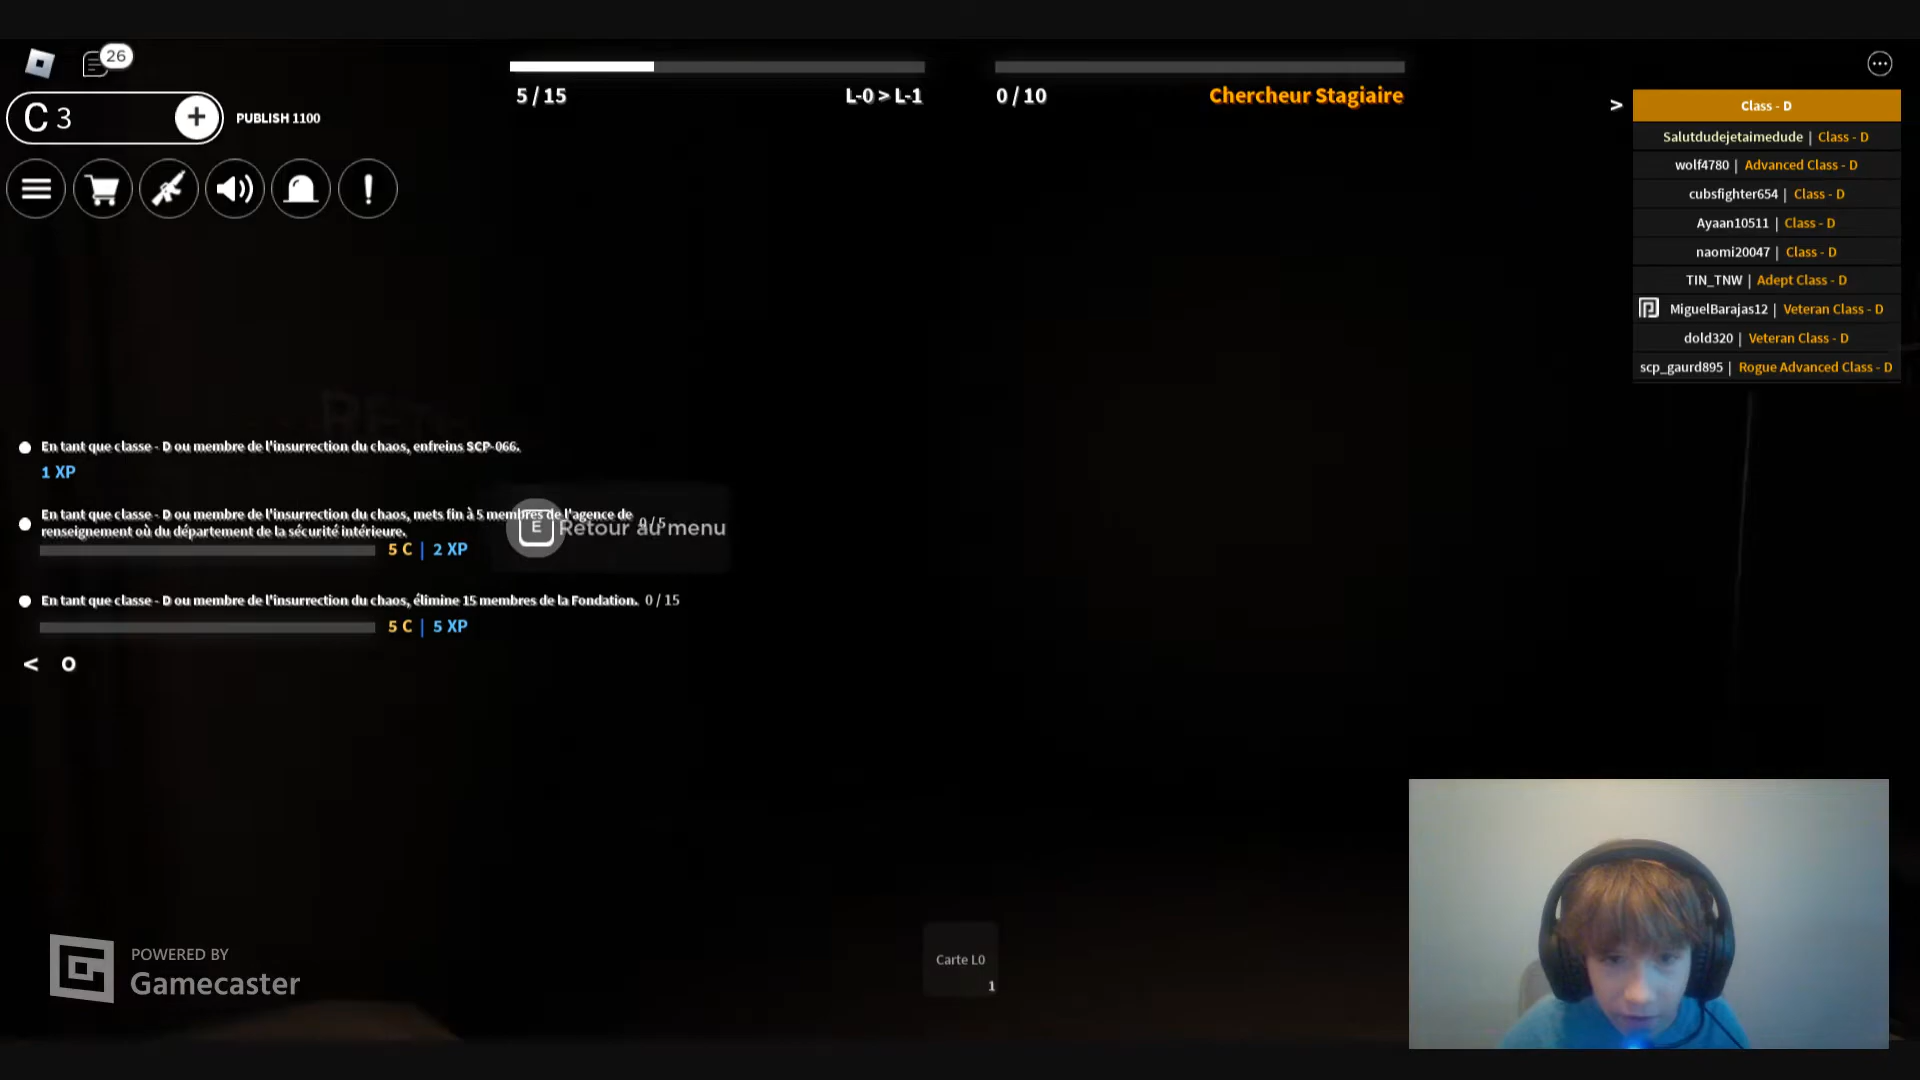 26
C 3
+
PUBLISH 1100
5 / 15
L-0 > L-1
0 / 10
Chercheur Stagiaire
>
Class - D
Salutdudejetaimedude | Class - D
wolf4780 | Advanced Class - D
cubsfighter654 | Class - D
Ayaan10511 | Class - D
naomi20047 | Class - D
TIN_TNW | Adept Class - D
MiguelBarajas12 | Veteran Class - D
dold320 | Veteran Class - D
scp_gaurd895 | Rogue Advanced Class - D
En tant que classe - D ou membre de l'insurrection du chaos, enfreins SCP-066.
1 XP
En tant que classe - D ou membre de l'insurrection du chaos, mets fin à 5 membres de l'agence de
renseignement où du département de la sécurité intérieure.
0 / 5
5 C | 2 XP
E Retour au menu
En tant que classe - D ou membre de l'insurrection du chaos, élimine 15 membres de la Fondation. 0 / 15
5 C | 5 XP
< O
Carte L0
1
POWERED BY
Gamecaster